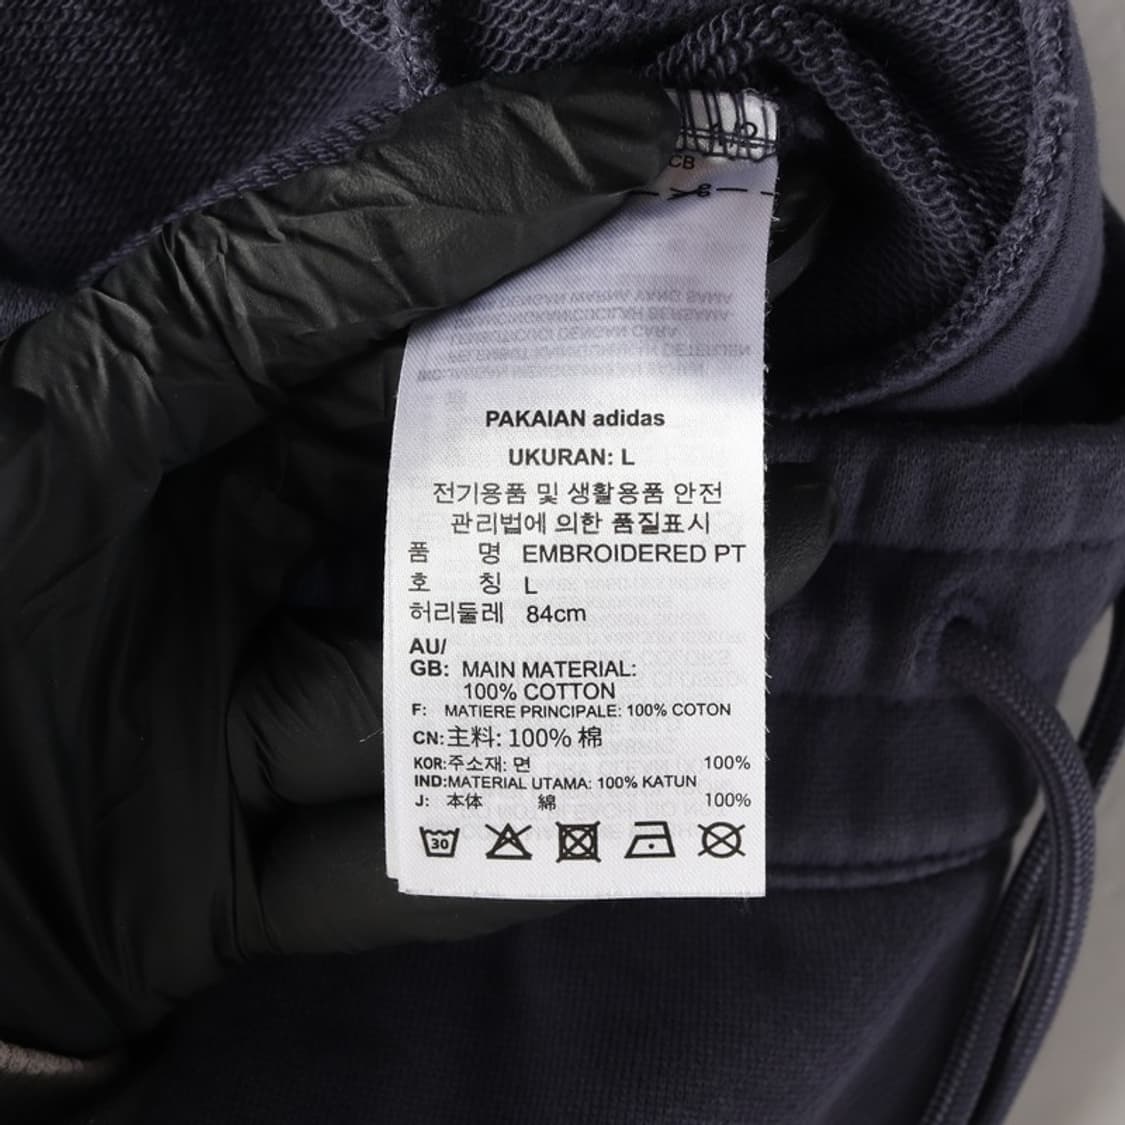 1/2
CB
PAKAIAN adidas
UKURAN: L
전기용품 및 생활용품 안전
관리법에 의한 품질표시
품 명 EMBROIDERED PT
호 칭 L
허리둘레 84cm
AU/
GB: MAIN MATERIAL:
100% COTTON
F: MATIERE PRINCIPALE: 100% COTON
CN:主料: 100% 棉
KOR:주소재: 면 100%
IND:MATERIAL UTAMA: 100% KATUN
J: 本体 綿 100%
30